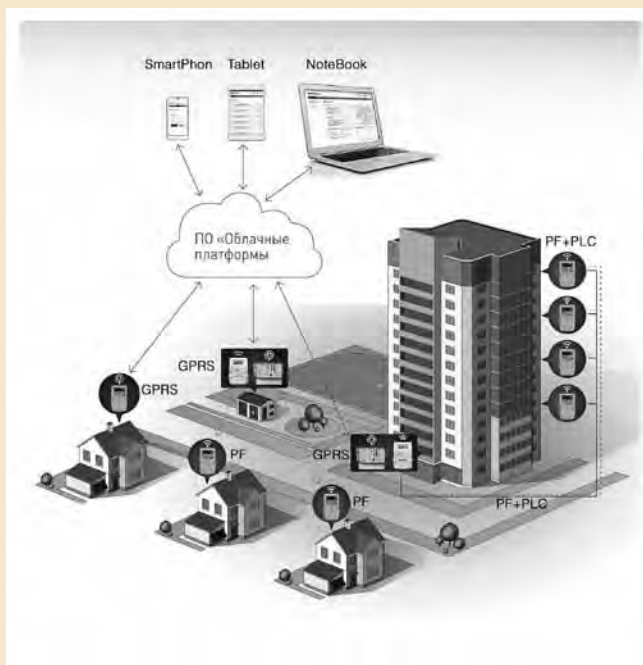 SmartPhon Tablet NoteBook
ПО «Облачные
платформы
PF+PLC
GPRS
GPRS
PF
GPRS
PF
PF+PLC